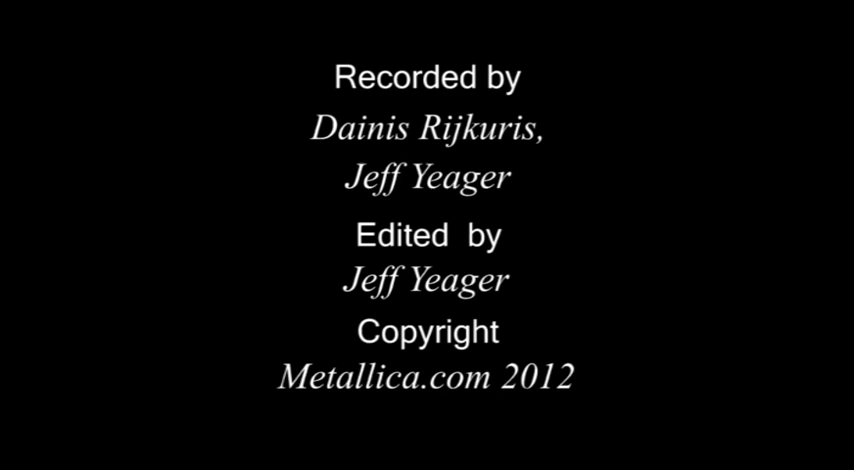 Recorded by
Dainis Rijkuris,
Jeff Yeager
Edited by
Jeff Yeager
Copyright
Metallica.com 2012